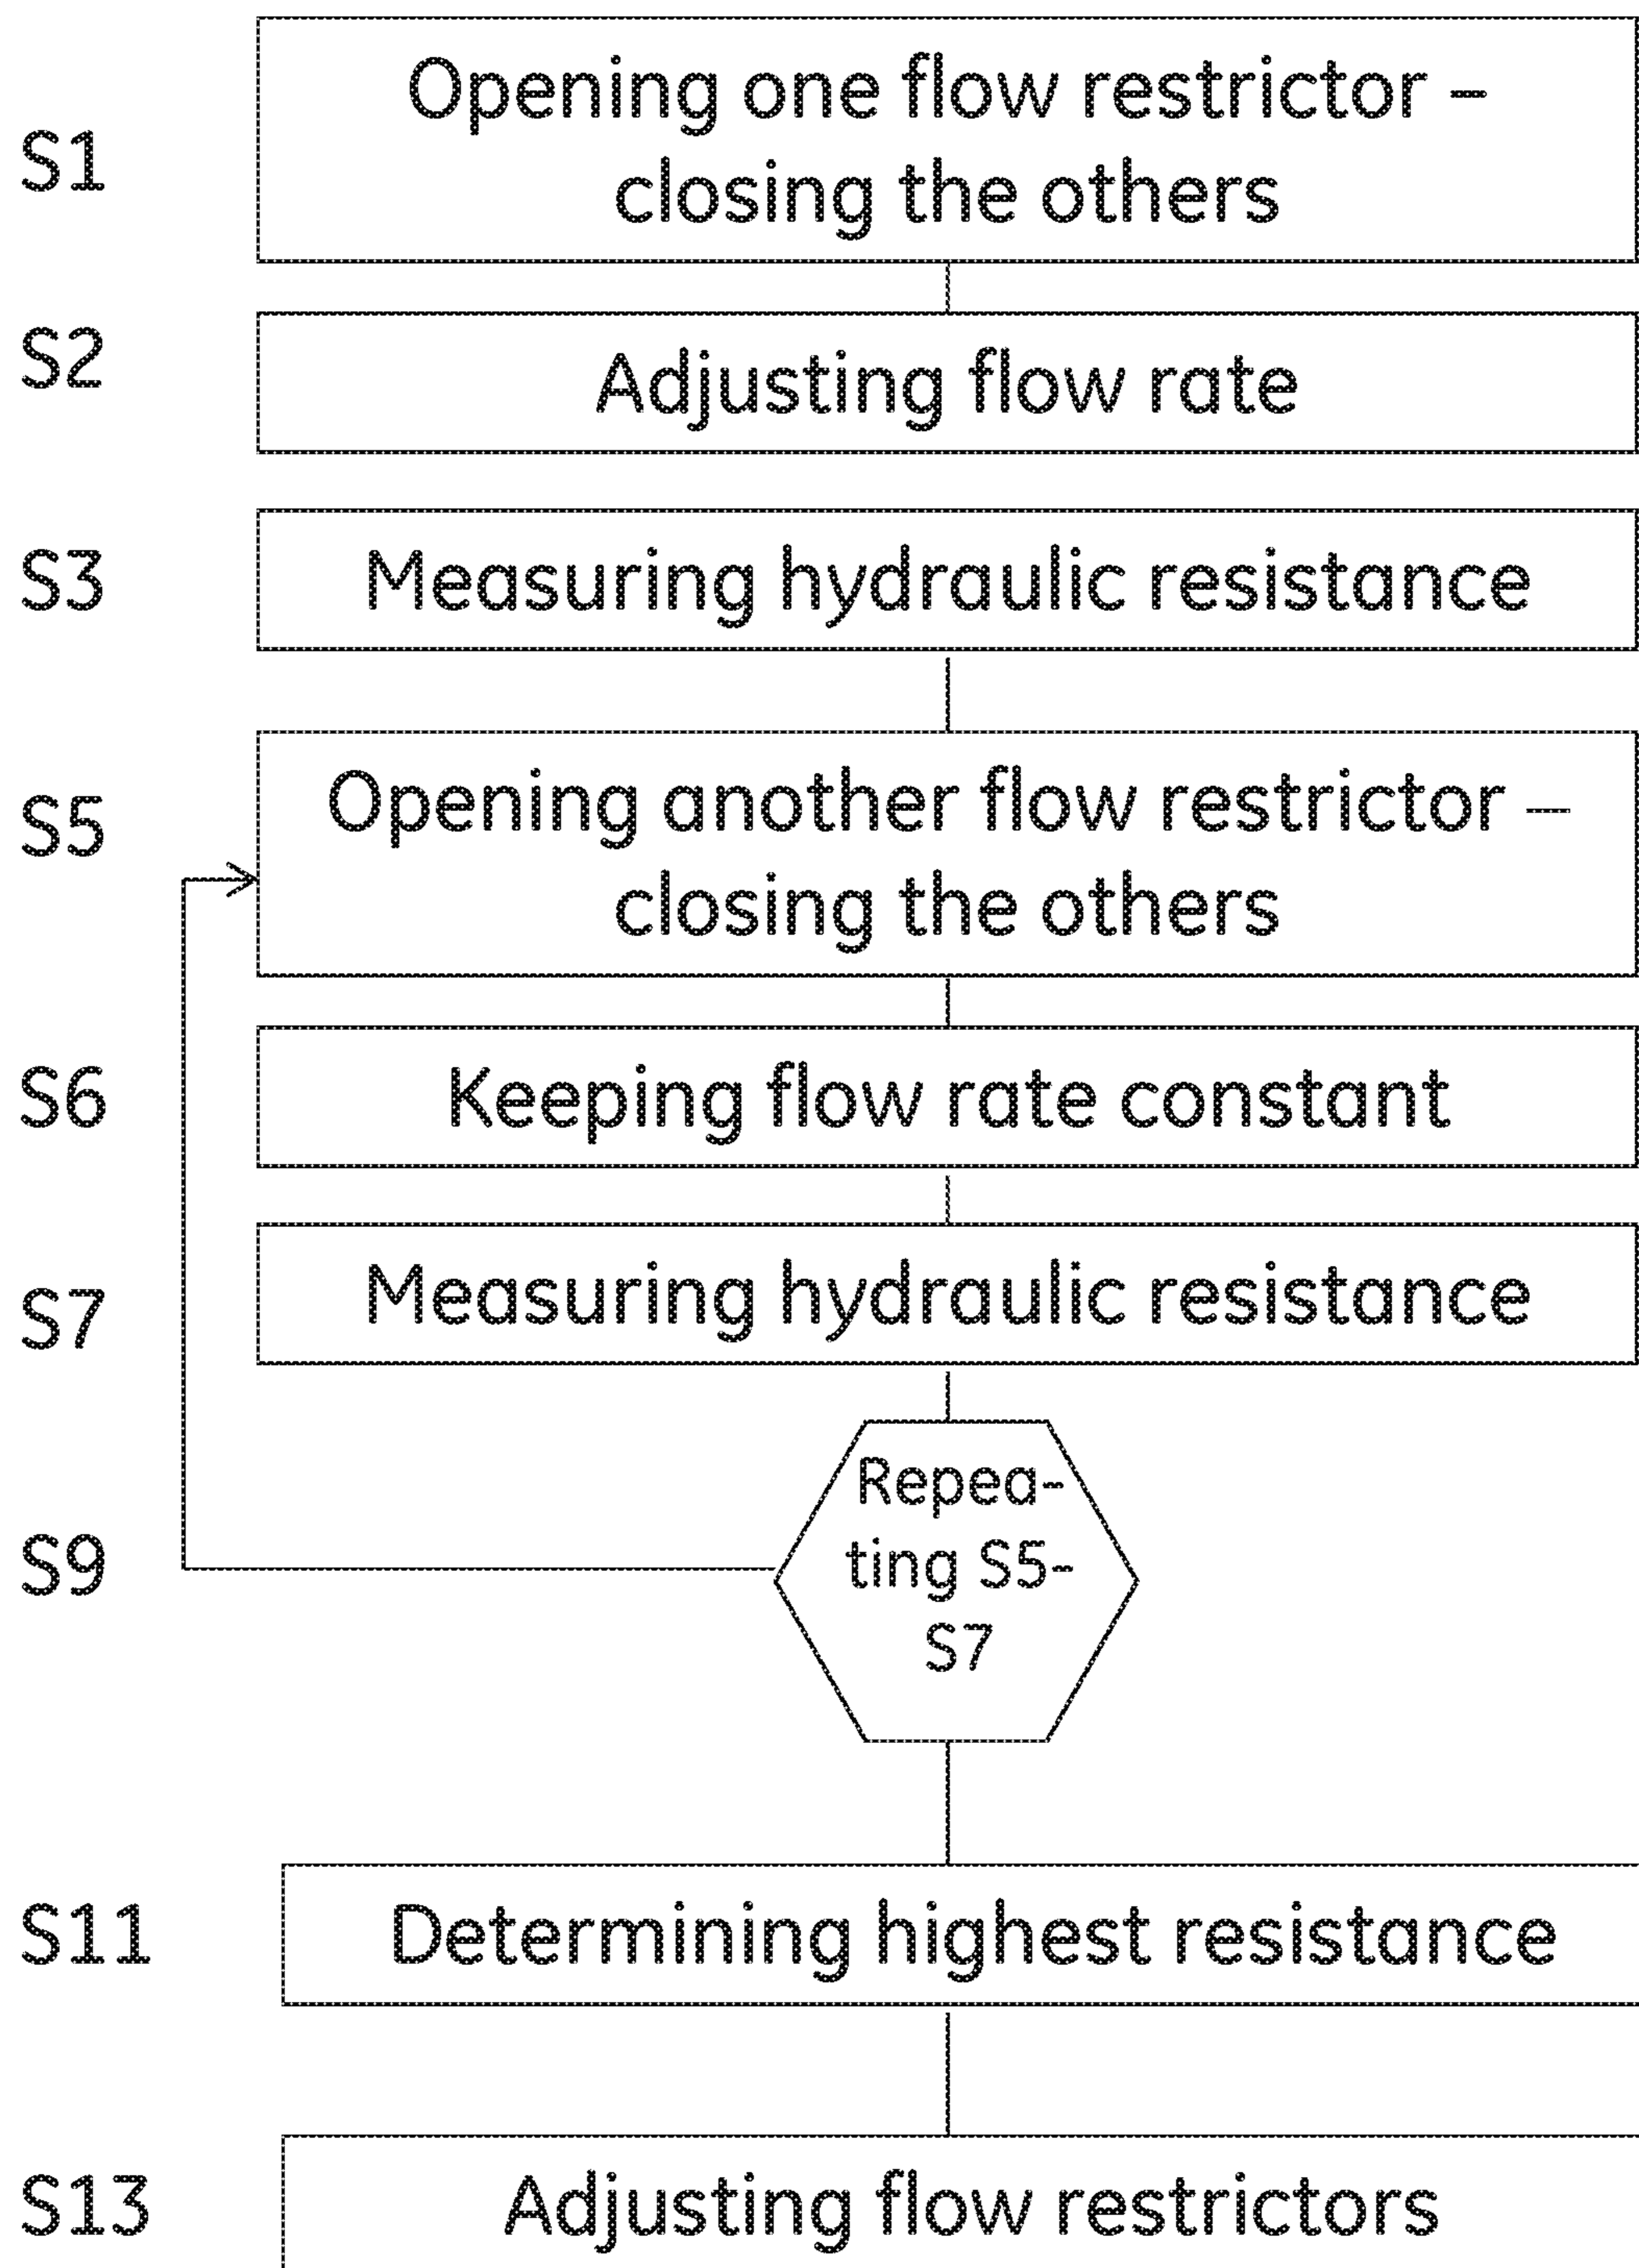 S1
Opening one flow restrictor –
closing the others
S2
Adjusting flow rate
S3
Measuring hydraulic resistance
S5
Opening another flow restrictor –
closing the others
S6
Keeping flow rate constant
S7
Measuring hydraulic resistance
S9
Repea-
ting S5-
S7
S11
Determining highest resistance
S13
Adjusting flow restrictors